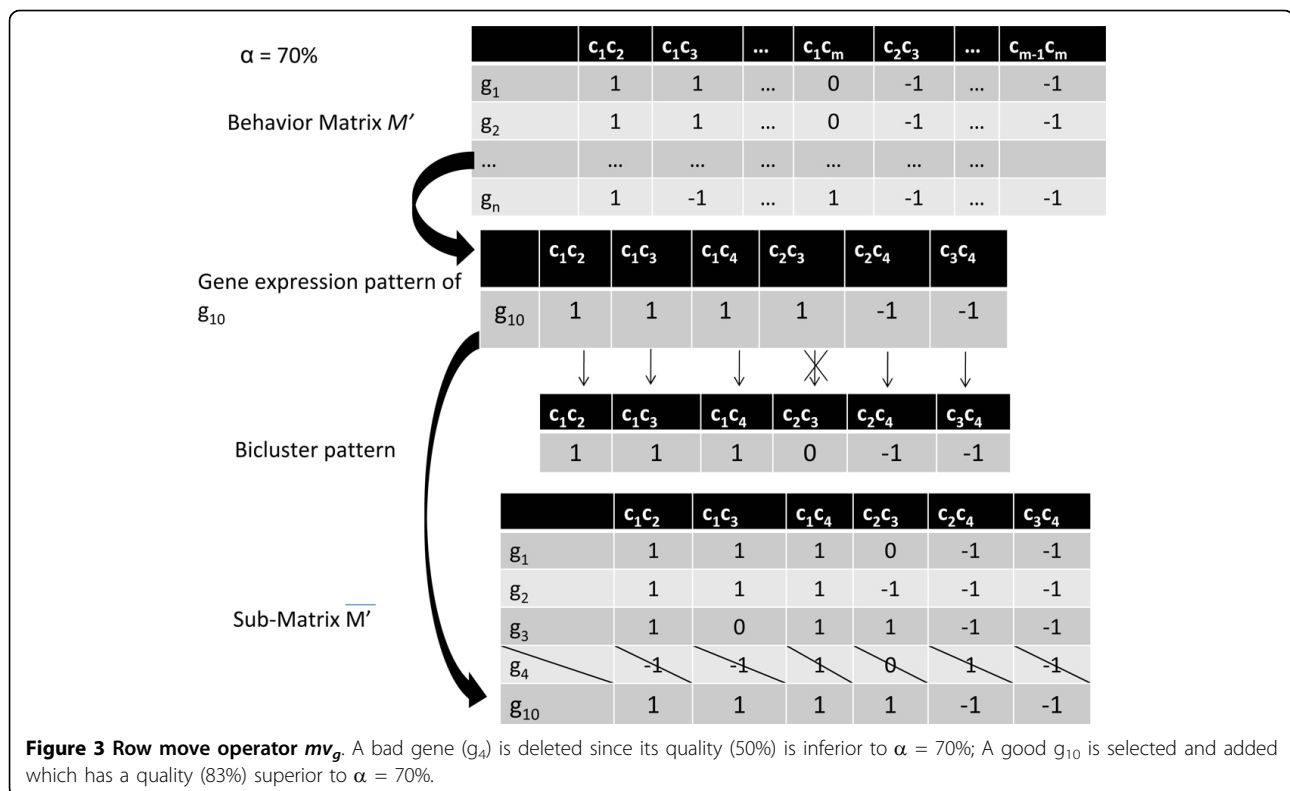 α = 70%
c₁c₂ c₁c₃ ... c₁cₘ c₂c₃ ... cₘ₋₁cₘ
g₁ 1 1 ... 0 -1 ... -1
Behavior Matrix M'
g₂ 1 1 ... 0 -1 ... -1
... ... ... ... ... ...
gₙ 1 -1 ... 1 -1 ... -1
c₁c₂ c₁c₃ c₁c₄ c₂c₃ c₂c₄ c₃c₄
Gene expression pattern of
g₁₀
g₁₀ 1 1 1 1 -1 -1
c₁c₂ c₁c₃ c₁c₄ c₂c₃ c₂c₄ c₃c₄
Bicluster pattern
1 1 1 0 -1 -1
c₁c₂ c₁c₃ c₁c₄ c₂c₃ c₂c₄ c₃c₄
g₁ 1 1 1 0 -1 -1
g₂ 1 1 1 -1 -1 -1
Sub-Matrix M̅'̅
g₃ 1 0 1 1 -1 -1
g₄ -1 -1 1 0 1 -1
g₁₀ 1 1 1 1 -1 -1
Figure 3 Row move operator mv_g. A bad gene (g₄) is deleted since its quality (50%) is inferior to α = 70%; A good g₁₀ is selected and added
which has a quality (83%) superior to α = 70%.